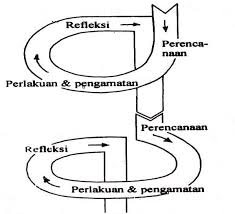 Refleksi
Perenca-
naan
Perlakuan & pengamatan
Perencanaan
Refleksi
Perlakuan & pengamatan